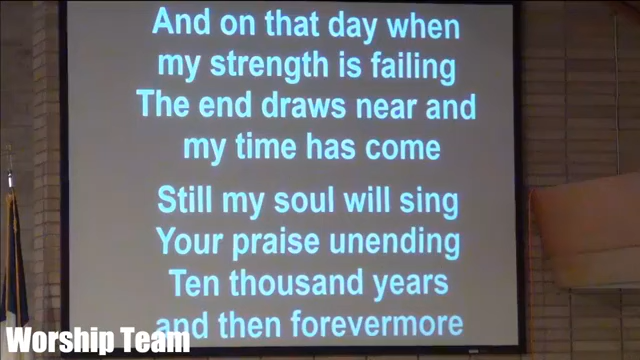 And on that day when
my strength is failing
The end draws near and
my time has come
Still my soul will sing
Your praise unending
Ten thousand years
and then forevermore
Worship Team